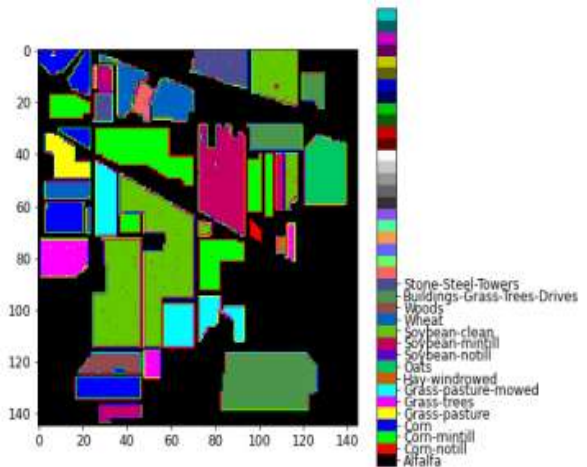 0
20
40
60
80
100
120
140
0 20 40 60 80 100 120 140
Stone-Steel-Towers
Buildings-Grass-Trees-Drives
Woods
Wheat
Soybean-clean
Soybean-mintill
Soybean-notill
Oats
Hay-windrowed
Grass-pasture-mowed
Grass-trees
Grass-pasture
Corn
Corn-mintill
Corn-notill
Alfalfa